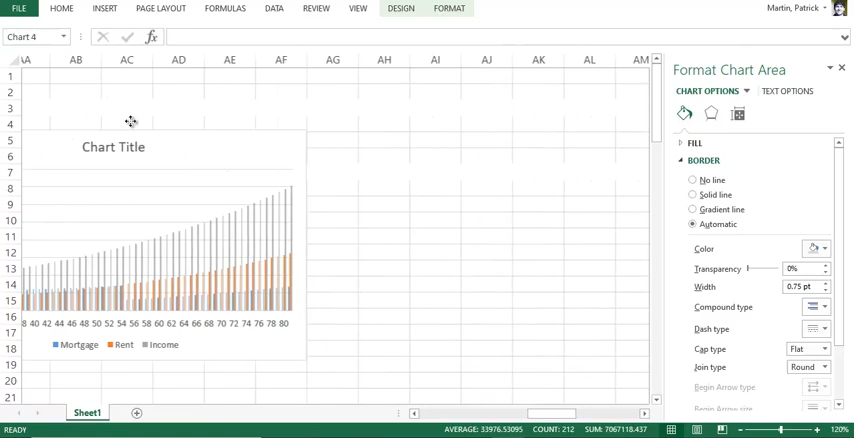 FILE HOME INSERT PAGE LAYOUT FORMULAS DATA REVIEW VIEW DESIGN FORMAT Martin, Patrick
Chart 4 fx
AA AB AC AD AE AF AG AH AI AJ AK AL AM
1
2
3
4
5
6
7
8
9
10
11
12
13
14
15
16
17
18
19
20
21
Chart Title
8 40 42 44 46 48 50 52 54 56 58 60 62 64 66 68 70 72 74 76 78 80
Mortgage Rent Income
Format Chart Area
CHART OPTIONS TEXT OPTIONS
FILL
BORDER
No line
Solid line
Gradient line
Automatic
Color
Transparency 0%
Width 0.75 pt
Compound type
Dash type
Cap type Flat
Join type Round
Begin Arrow type
Begin Arrow size
Sheet1
READY AVERAGE: 33976.53095 COUNT: 212 SUM: 7067118.437 120%